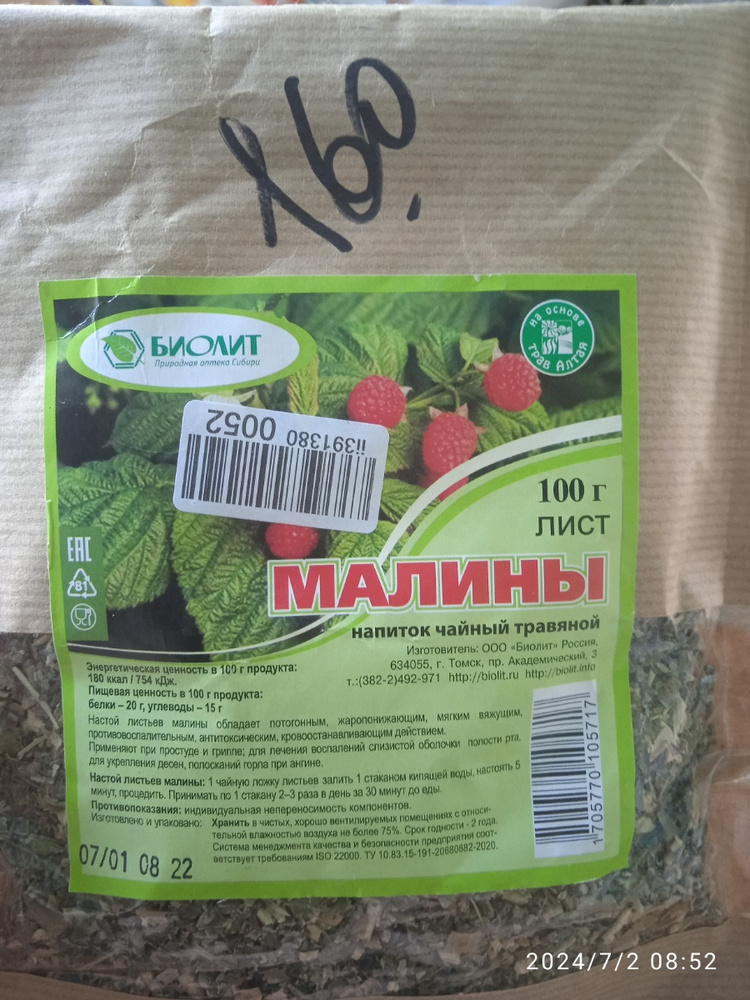 160.
БИОЛИТ
Природная аптека Сибири
на основе
трав Алтая
ii391380 0052
100 г
ЛИСТ
EAC
81
МАЛИНЫ
напиток чайный травяной
Изготовитель: ООО «Биолит» Россия,
634055, г. Томск, пр. Академический, 3
т.:(382-2)492-971 http://biolit.ru http://biolit.info
Энергетическая ценность в 100 г продукта:
180 ккал / 754 кДж.
Пищевая ценность в 100 г продукта:
белки – 20 г, углеводы – 15 г
Настой листьев малины обладает потогонным, жаропонижающим, мягким вяжущим,
противовоспалительным, антитоксическим, кровоостанавливающим действием.
Применяют при простуде и гриппе; для лечения воспалений слизистой оболочки полости рта,
для укрепления десен, полосканий горла при ангине.
Настой листьев малины: 1 чайную ложку листьев залить 1 стаканом кипящей воды, настоять 5
минут, процедить. Принимать по 1 стакану 2–3 раза в день за 30 минут до еды.
Противопоказания: индивидуальная непереносимость компонентов.
Изготовлено и упаковано: Хранить в чистых, хорошо вентилируемых помещениях с относи-
тельной влажностью воздуха не более 75%. Срок годности - 2 года.
Система менеджмента качества и безопасности предприятия соот-
ветствует требованиям ISO 22000. ТУ 10.83.15-191-20680882-2020.
07/01 08 22
1705770 105717
2024/7/2 08:52